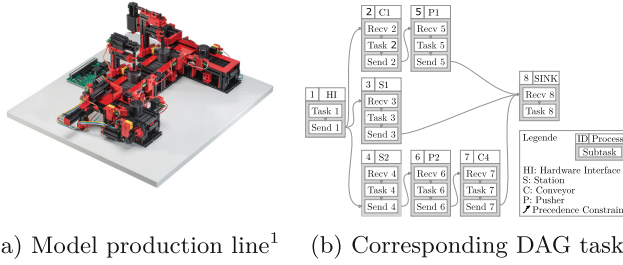 2 C1
Recv 2
Task 2
Send 2
5 P1
Recv 5
Task 5
Send 5
1 HI
Task 1
Send 1
3 S1
Recv 3
Task 3
Send 3
8 SINK
Recv 8
Task 8
4 S2
Recv 4
Task 4
Send 4
6 P2
Recv 6
Task 6
Send 6
7 C4
Recv 7
Task 7
Send 7
Legende
ID Process
Subtask
HI: Hardware Interface
S: Station
C: Conveyor
P: Pusher
Precedence Constrain
a) Model production line¹
(b) Corresponding DAG task